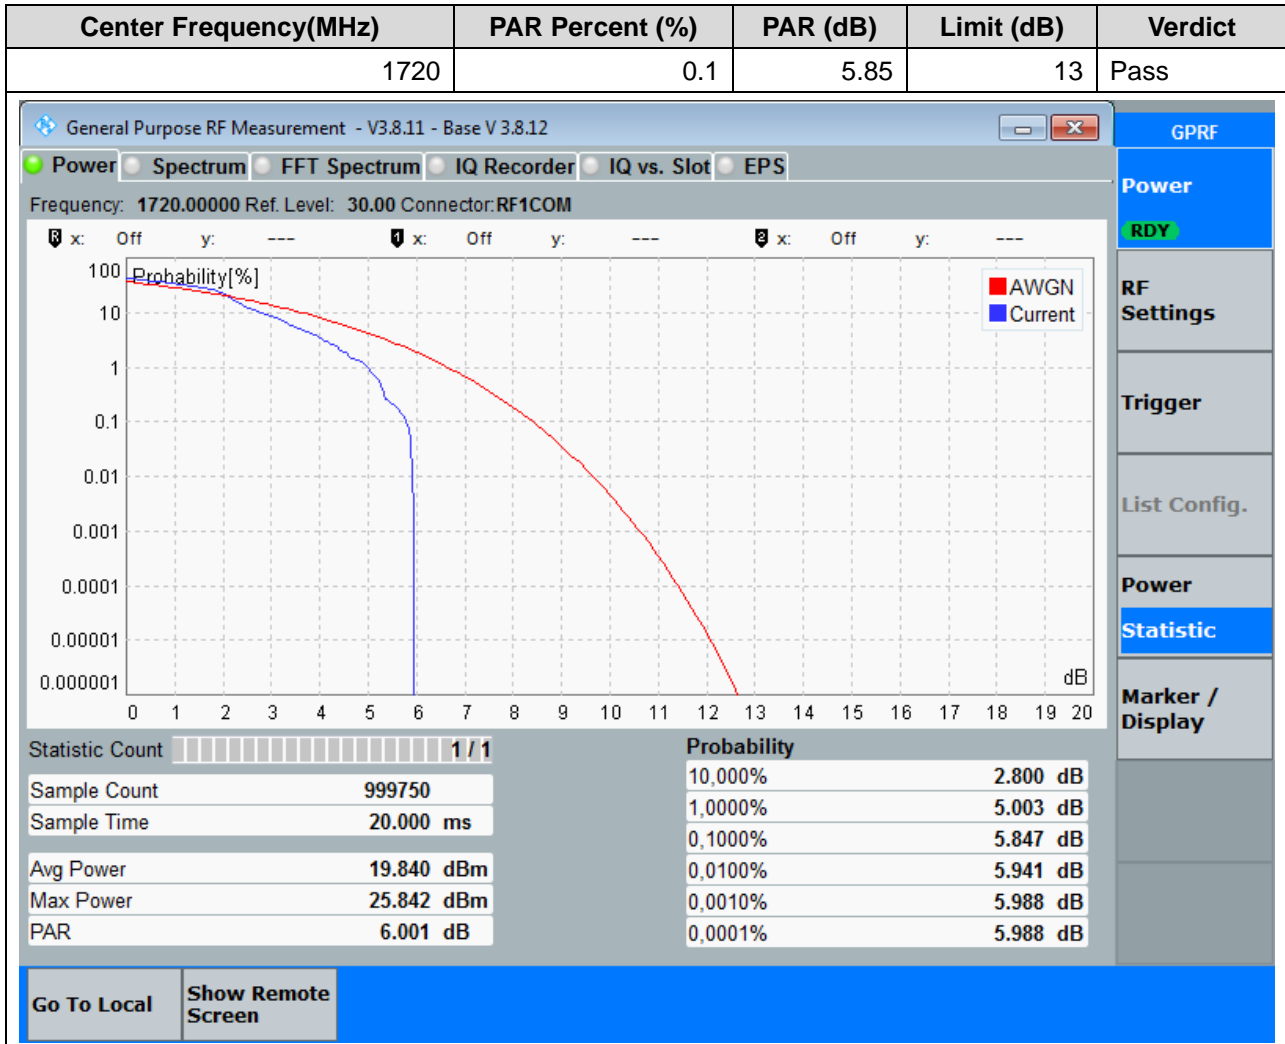 Center Frequency(MHz) PAR Percent (%) PAR (dB) Limit (dB) Verdict
1720 0.1 5.85 13 Pass
General Purpose RF Measurement - V3.8.11 - Base V 3.8.12
GPRF
Power Spectrum FFT Spectrum IQ Recorder IQ vs. Slot EPS
Frequency: 1720.00000 Ref. Level: 30.00 Connector: RF1COM
R x: Off y: --- 1 x: Off y: --- 2 x: Off y: ---
Probability[%]
AWGN
Current
100
10
1
0.1
0.01
0.001
0.0001
0.00001
0.000001
dB
0 1 2 3 4 5 6 7 8 9 10 11 12 13 14 15 16 17 18 19 20
Statistic Count 1 / 1
Sample Count 999750
Sample Time 20.000 ms
Avg Power 19.840 dBm
Max Power 25.842 dBm
PAR 6.001 dB
Probability
10,000% 2.800 dB
1,0000% 5.003 dB
0,1000% 5.847 dB
0,0100% 5.941 dB
0,0010% 5.988 dB
0,0001% 5.988 dB
Power
RDY
RF
Settings
Trigger
List Config.
Power
Statistic
Marker /
Display
Go To Local
Show Remote
Screen